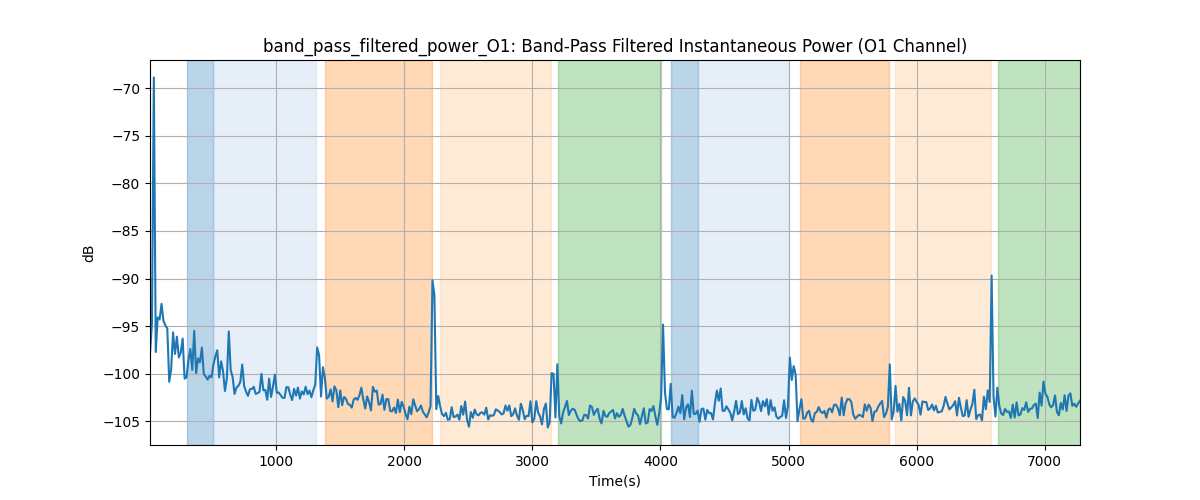 band_pass_filtered_power_O1: Band-Pass Filtered Instantaneous Power (O1 Channel)
−70
−75
−80
−85
−90
−95
−100
−105
dB
1000 2000 3000 4000 5000 6000 7000
Time(s)